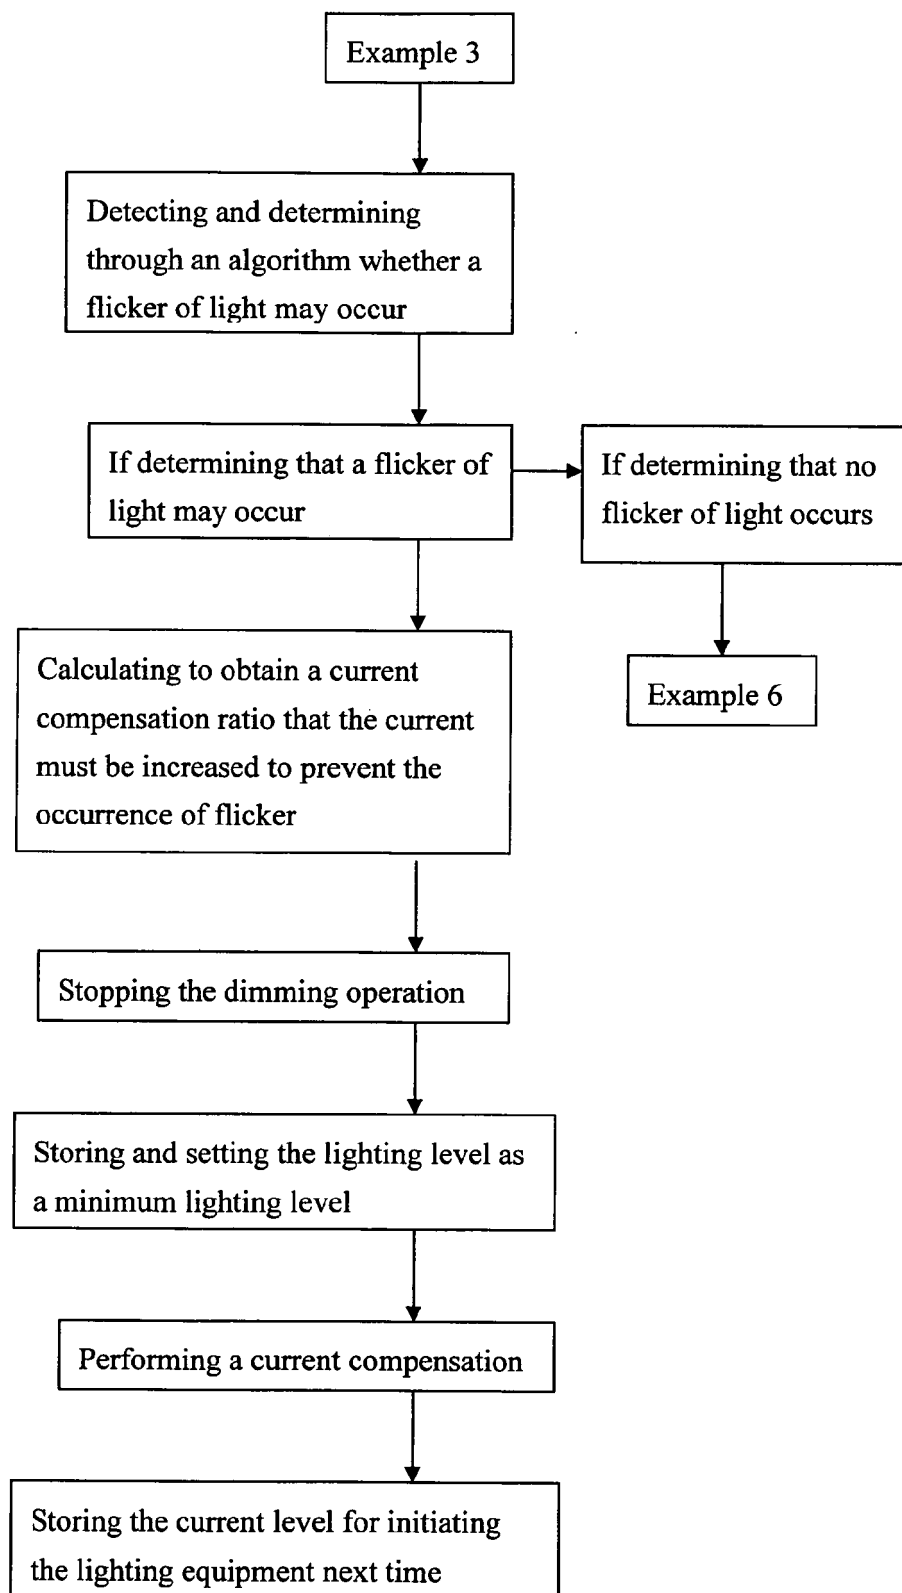 Example 3
Detecting and determining
through an algorithm whether a
flicker of light may occur
If determining that a flicker of
light may occur
If determining that no
flicker of light occurs
Calculating to obtain a current
compensation ratio that the current
must be increased to prevent the
occurrence of flicker
Example 6
Stopping the dimming operation
Storing and setting the lighting level as
a minimum lighting level
Performing a current compensation
Storing the current level for initiating
the lighting equipment next time